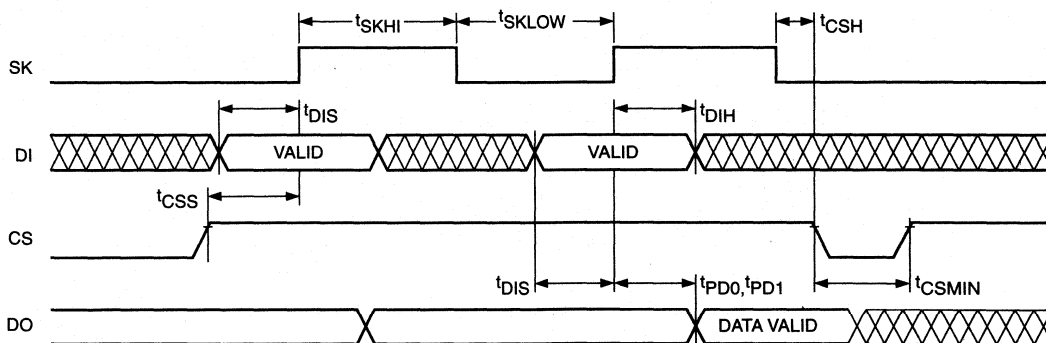 tSKHI tSKLOW tCSH
SK
tDIS tDIH
DI VALID VALID
tCSS
CS
tDIS tPD0,tPD1 tCSMIN
DO DATA VALID